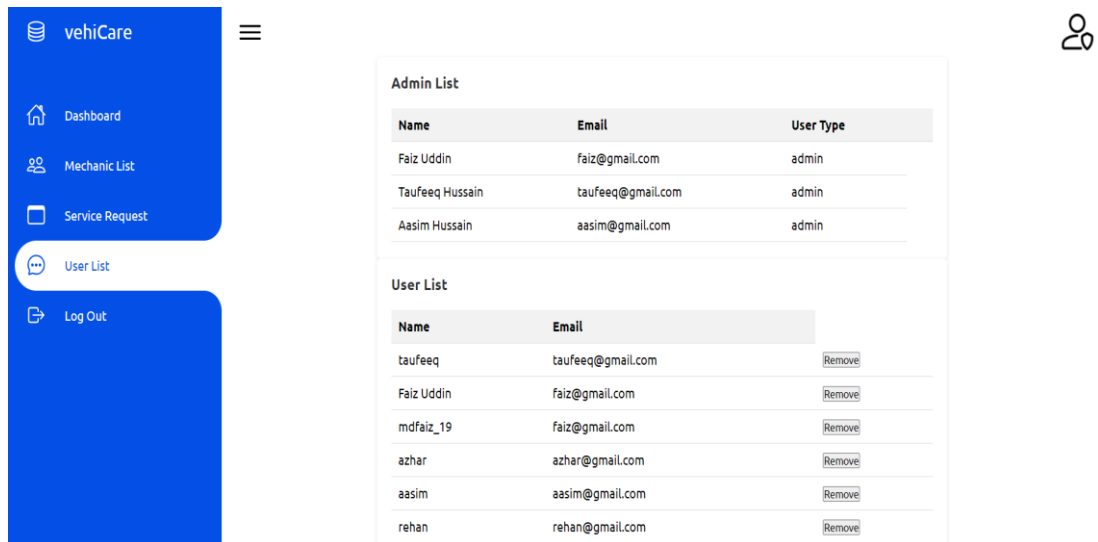 vehiCare
Dashboard
Mechanic List
Service Request
User List
Log Out
Admin List
Name Email User Type
Faiz Uddin faiz@gmail.com admin
Taufeeq Hussain taufeeq@gmail.com admin
Aasim Hussain aasim@gmail.com admin
User List
Name Email
taufeeq taufeeq@gmail.com Remove
Faiz Uddin faiz@gmail.com Remove
mdfaiz_19 faiz@gmail.com Remove
azhar azhar@gmail.com Remove
aasim aasim@gmail.com Remove
rehan rehan@gmail.com Remove